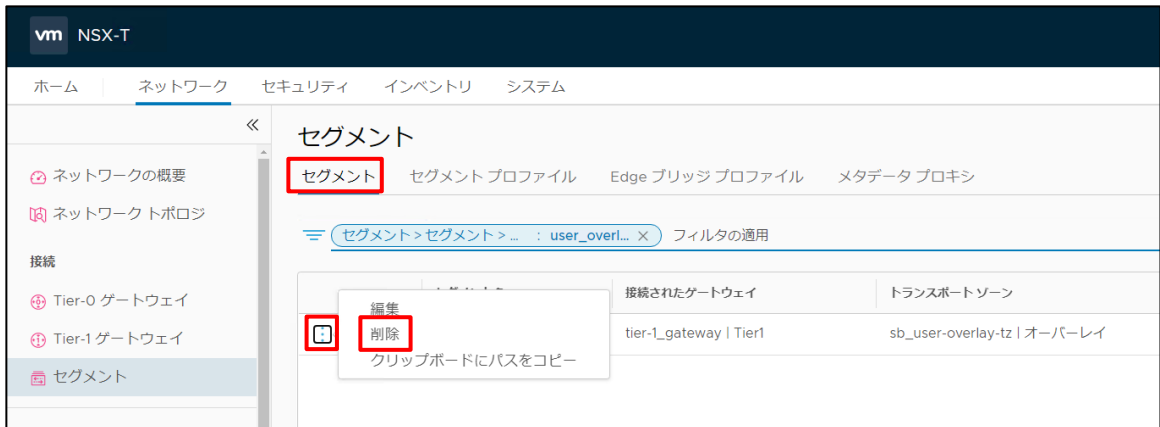 vm NSX-T
ホーム ネットワーク セキュリティ インベントリ システム
ネットワークの概要
ネットワーク トポロジ
接続
Tier-0 ゲートウェイ
Tier-1 ゲートウェイ
セグメント
セグメント
セグメント セグメント プロファイル Edge ブリッジ プロファイル メタデータ プロキシ
セグメント > セグメント > ... : user_overl... × フィルタの適用
接続されたゲートウェイ トランスポート ゾーン
編集
削除
クリップボードにパスをコピー
tier-1_gateway | Tier1 sb_user-overlay-tz | オーバーレイ